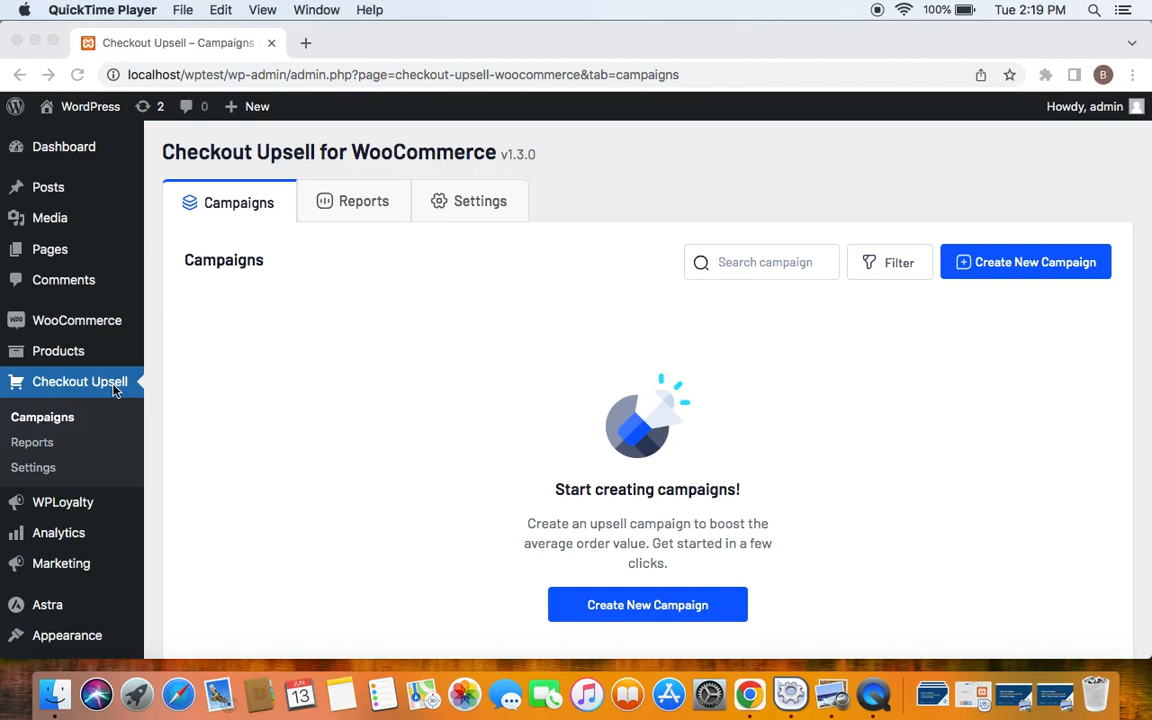 QuickTime Player File Edit View Window Help 100% Tue 2:19 PM
Checkout Upsell – Campaigns
localhost/wptest/wp-admin/admin.php?page=checkout-upsell-woocommerce&tab=campaigns B
WordPress 2 0 New Howdy, admin
Dashboard
Posts
Media
Pages
Comments
WooCommerce
Products
Checkout Upsell
Campaigns
Reports
Settings
WPLoyalty
Analytics
Marketing
Astra
Appearance
Checkout Upsell for WooCommerce v1.3.0
Campaigns Reports Settings
Campaigns Search campaign Filter Create New Campaign
Start creating campaigns!
Create an upsell campaign to boost the
average order value. Get started in a few
clicks.
Create New Campaign
JUN
13